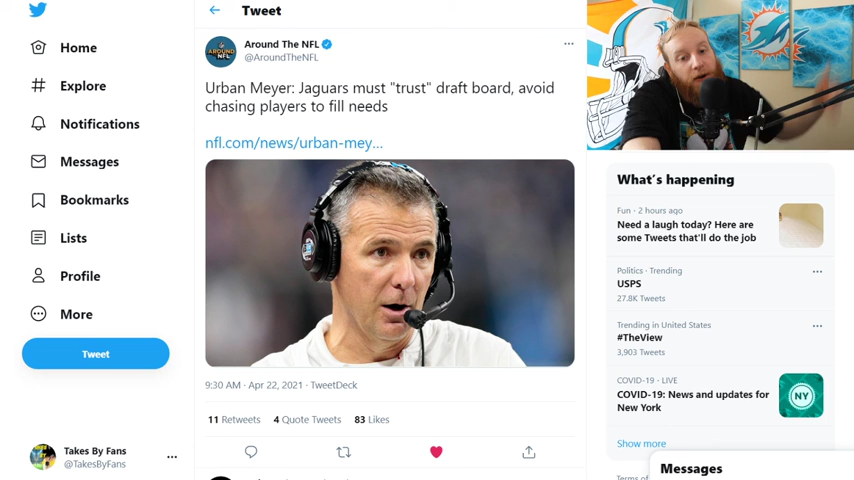 Home
Explore
Notifications
Messages
Bookmarks
Lists
Profile
More
Tweet
Takes By Fans
@TakesByFans
Tweet
Around The NFL
@AroundTheNFL
Urban Meyer: Jaguars must "trust" draft board, avoid
chasing players to fill needs
nfl.com/news/urban-mey...
9:30 AM · Apr 22, 2021 · TweetDeck
11 Retweets 4 Quote Tweets 83 Likes
What's happening
Fun · 2 hours ago
Need a laugh today? Here are
some Tweets that'll do the job
Politics · Trending
USPS
27.8K Tweets
Trending in United States
#TheView
3,903 Tweets
COVID-19 · LIVE
COVID-19: News and updates for
New York
NY
Show more
Messages